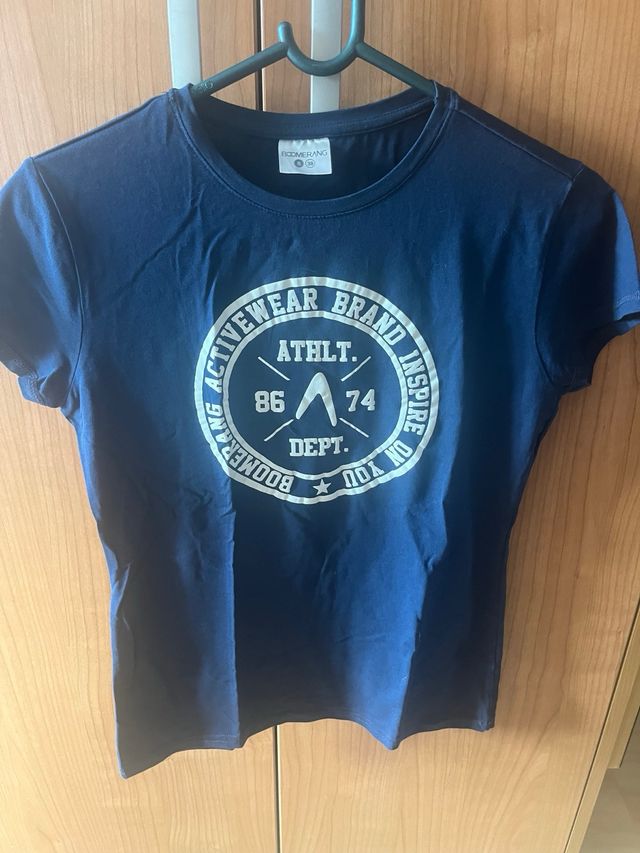 BOOMERANG
S
BOOMERANG ACTIVEWEAR BRAND INSPIRE ON YOU
ATHLT.
86 74
DEPT.